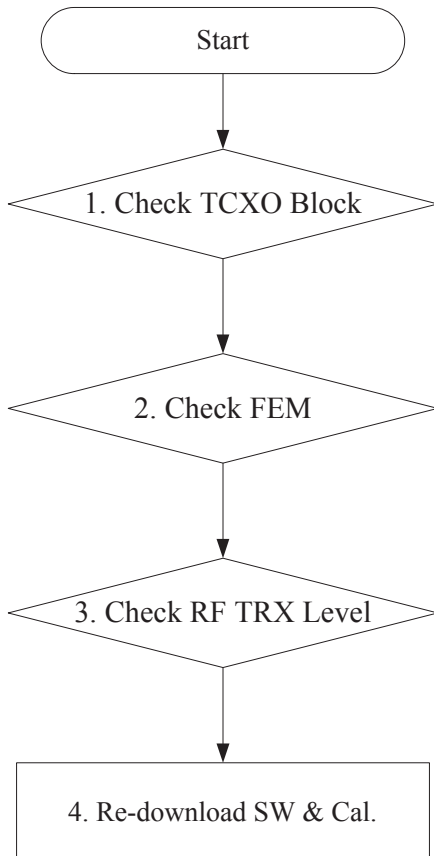 Start
1. Check TCXO Block
2. Check FEM
3. Check RF TRX Level
4. Re-download SW & Cal.